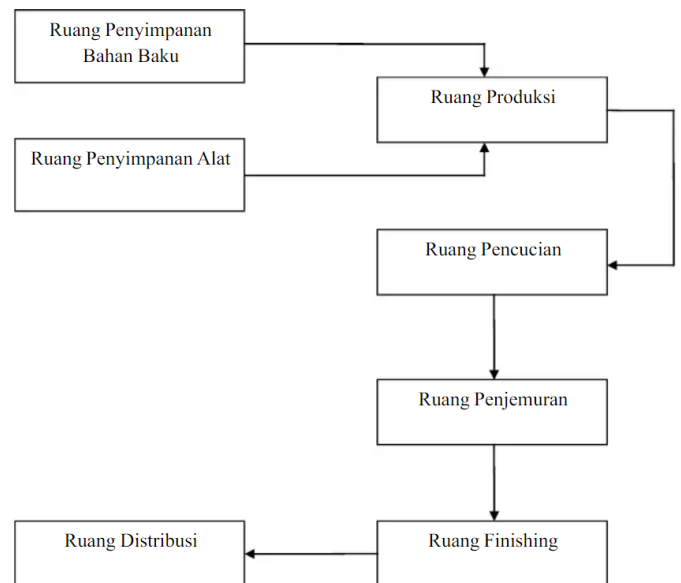 Ruang Penyimpanan
Bahan Baku
Ruang Produksi
Ruang Penyimpanan Alat
Ruang Pencucian
Ruang Penjemuran
Ruang Distribusi
Ruang Finishing